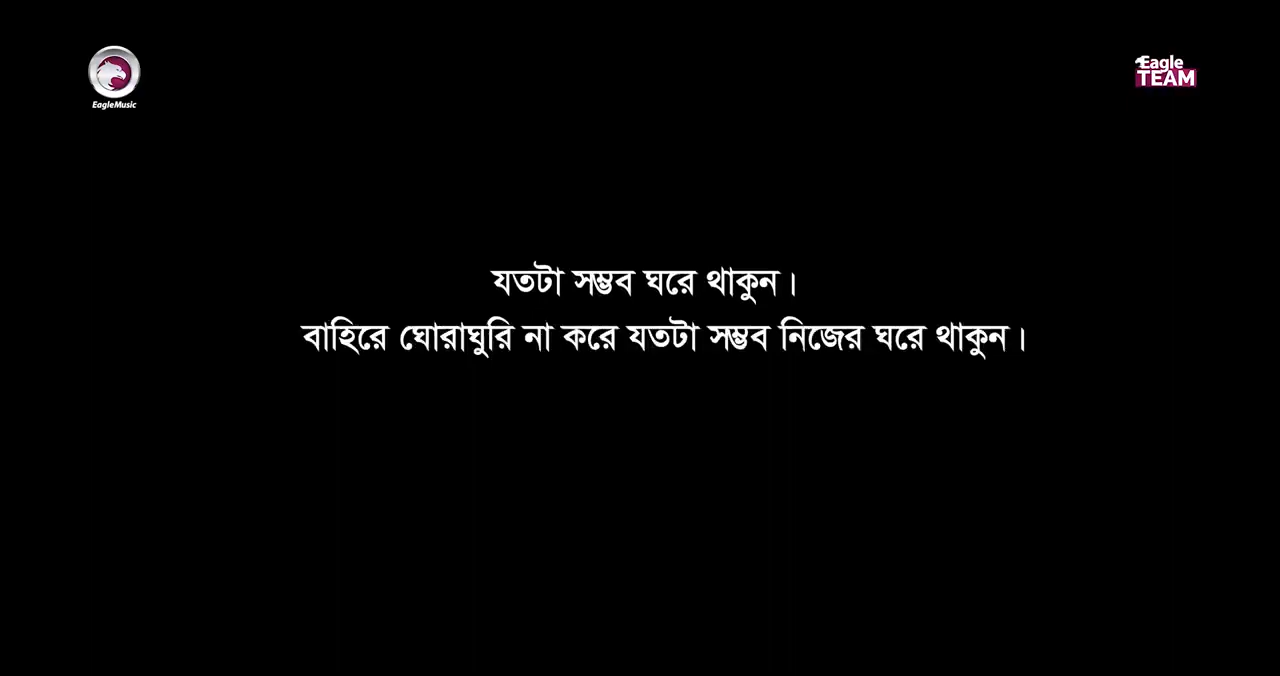 EagleMusic
Eagle
TEAM
যতটা সম্ভব ঘরে থাকুন।
বাহিরে ঘোরাঘুরি না করে যতটা সম্ভব নিজের ঘরে থাকুন।